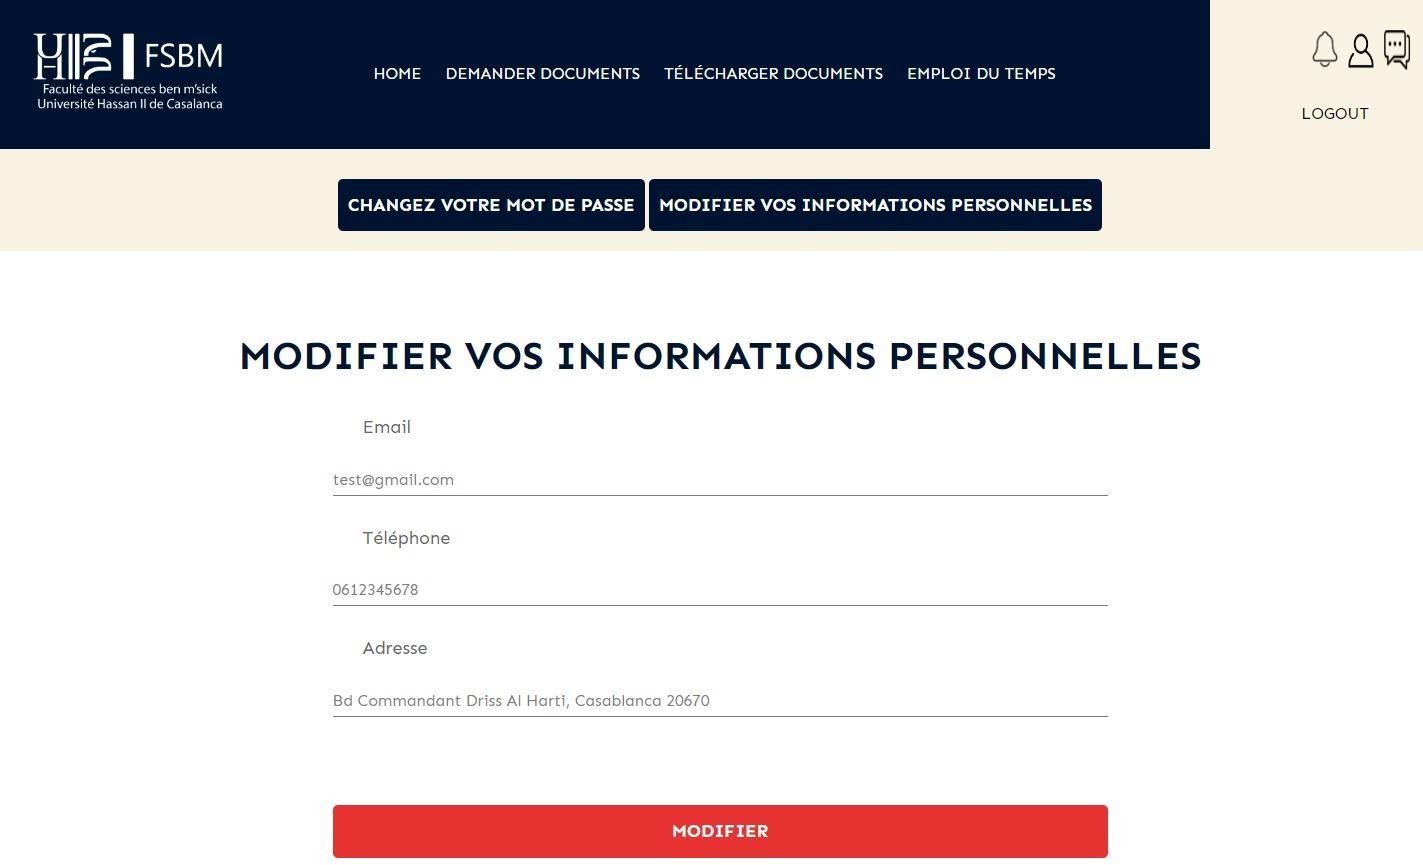 FSBM
Faculté des sciences ben m'sick
Université Hassan II de Casalanca
HOME DEMANDER DOCUMENTS TÉLÉCHARGER DOCUMENTS EMPLOI DU TEMPS
LOGOUT
CHANGEZ VOTRE MOT DE PASSE MODIFIER VOS INFORMATIONS PERSONNELLES
MODIFIER VOS INFORMATIONS PERSONNELLES
Email
test@gmail.com
Téléphone
0612345678
Adresse
Bd Commandant Driss Al Harti, Casablanca 20670
MODIFIER